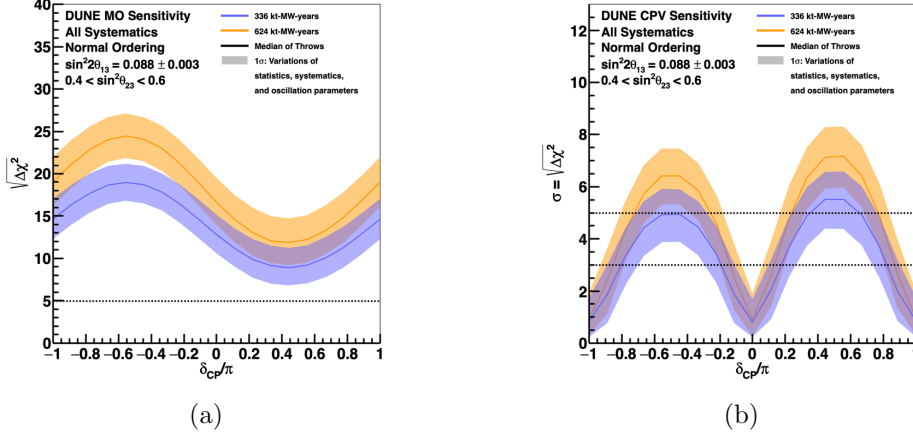 DUNE MO Sensitivity
All Systematics
Normal Ordering
sin²2θ₁₃ = 0.088 ± 0.003
0.4 < sin²θ₂₃ < 0.6
336 kt-MW-years
624 kt-MW-years
Median of Throws
1σ: Variations of
statistics, systematics,
and oscillation parameters
√Δχ²
40
35
30
25
20
15
10
5
0
−1 −0.8 −0.6 −0.4 −0.2 0 0.2 0.4 0.6 0.8 1
δCP/π
(a)
DUNE CPV Sensitivity
All Systematics
Normal Ordering
sin²2θ₁₃ = 0.088 ± 0.003
0.4 < sin²θ₂₃ < 0.6
336 kt-MW-years
624 kt-MW-years
Median of Throws
1σ: Variations of
statistics, systematics,
and oscillation parameters
σ = √Δχ²
12
10
8
6
4
2
0
−1 −0.8 −0.6 −0.4 −0.2 0 0.2 0.4 0.6 0.8
δCP/π
(b)